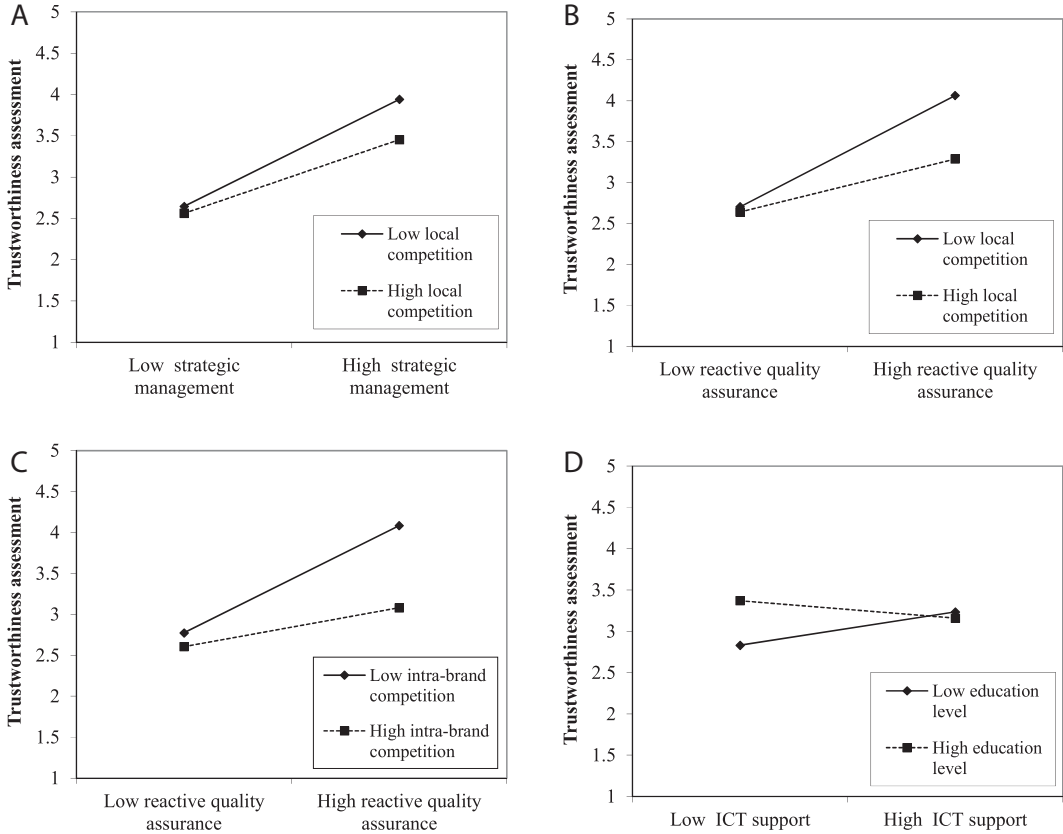 A
Trustworthiness assessment
5
4.5
4
3.5
3
2.5
2
1.5
1
Low local
competition
High local
competition
Low strategic
management
High strategic
management
B
Trustworthiness assessment
5
4.5
4
3.5
3
2.5
2
1.5
1
Low local
competition
High local
competition
Low reactive quality
assurance
High reactive quality
assurance
C
Trustworthiness assessment
5
4.5
4
3.5
3
2.5
2
1.5
1
Low intra-brand
competition
High intra-brand
competition
Low reactive quality
assurance
High reactive quality
assurance
D
Trustworthiness assessment
5
4.5
4
3.5
3
2.5
2
1.5
1
Low education
level
High education
level
Low ICT support
High ICT support